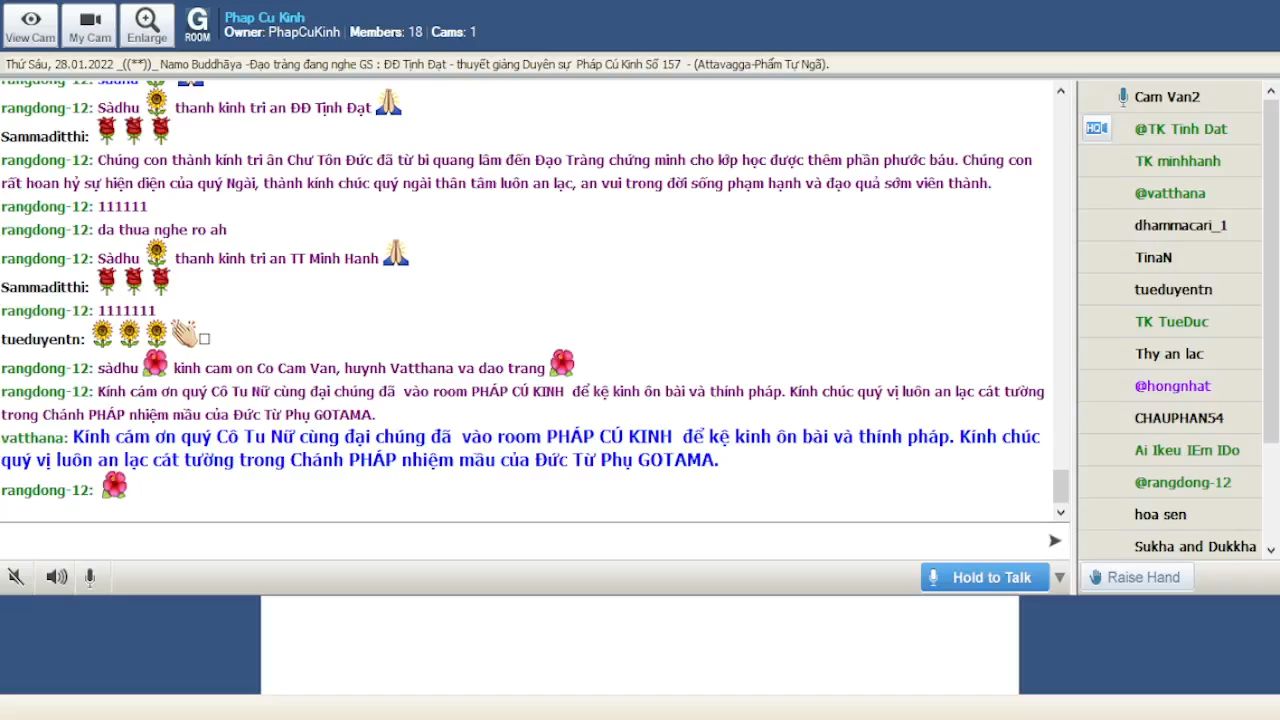 Phap Cu Kinh
Owner: PhapCuKinh | Members: 18 | Cams: 1
View Cam
My Cam
Enlarge
G
ROOM
Thứ Sáu, 28.01.2022 _((**))_ Namo Buddhāya -Đạo tràng đang nghe GS : ĐĐ Tịnh Đạt - thuyết giảng Duyên sự Pháp Cú Kinh Số 157 - (Attavagga-Phẩm Tự Ngã).
rangdong-12: Sàdhu thanh kinh tri an ĐĐ Tịnh Đạt
Sammaditthi:
rangdong-12: Chúng con thành kính tri ân Chư Tôn Đức đã từ bi quang lâm đến Đạo Tràng chứng minh cho lớp học được thêm phần phước báu. Chúng con
rất hoan hỷ sự hiện diện của quý Ngài, thành kính chúc quý ngài thân tâm luôn an lạc, an vui trong đời sống phạm hạnh và đạo quả sớm viên thành.
rangdong-12: 111111
rangdong-12: da thua nghe ro ah
rangdong-12: Sàdhu thanh kinh tri an TT Minh Hanh
Sammaditthi:
rangdong-12: 1111111
tueduyentn:
rangdong-12: sàdhu kinh cam on Co Cam Van, huynh Vatthana va dao trang
rangdong-12: Kính cám ơn quý Cô Tu Nữ cùng đại chúng đã vào room PHÁP CÚ KINH để kệ kinh ôn bài và thính pháp. Kính chúc quý vị luôn an lạc cát tường
trong Chánh PHÁP nhiệm mầu của Đức Từ Phụ GOTAMA.
vatthana: Kính cám ơn quý Cô Tu Nữ cùng đại chúng đã vào room PHÁP CÚ KINH để kệ kinh ôn bài và thính pháp. Kính chúc
quý vị luôn an lạc cát tường trong Chánh PHÁP nhiệm mầu của Đức Từ Phụ GOTAMA.
rangdong-12:
Hold to Talk
Cam Van2
@TK Tinh Dat
TK minhhanh
@vatthana
dhammacari_1
TinaN
tueduyentn
TK TueDuc
Thy an lac
@hongnhat
CHAUPHAN54
Ai Ikeu IEm IDo
@rangdong-12
hoa sen
Sukha and Dukkha
Raise Hand